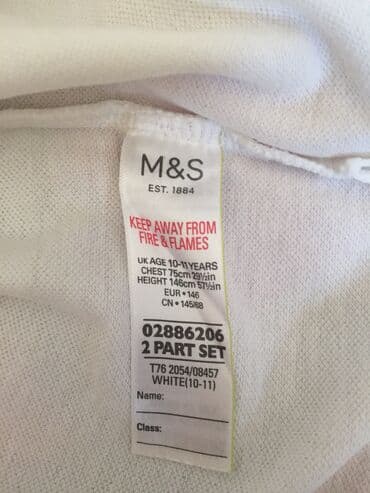 M&S
EST. 1884
KEEP AWAY FROM
FIRE & FLAMES
UK AGE 10-11 YEARS
CHEST 75cm 29½in
HEIGHT 146cm 57½in
EUR • 146
CN • 145/68
02886206
2 PART SET
T76 2054/08457
WHITE(10-11)
Name:
Class: